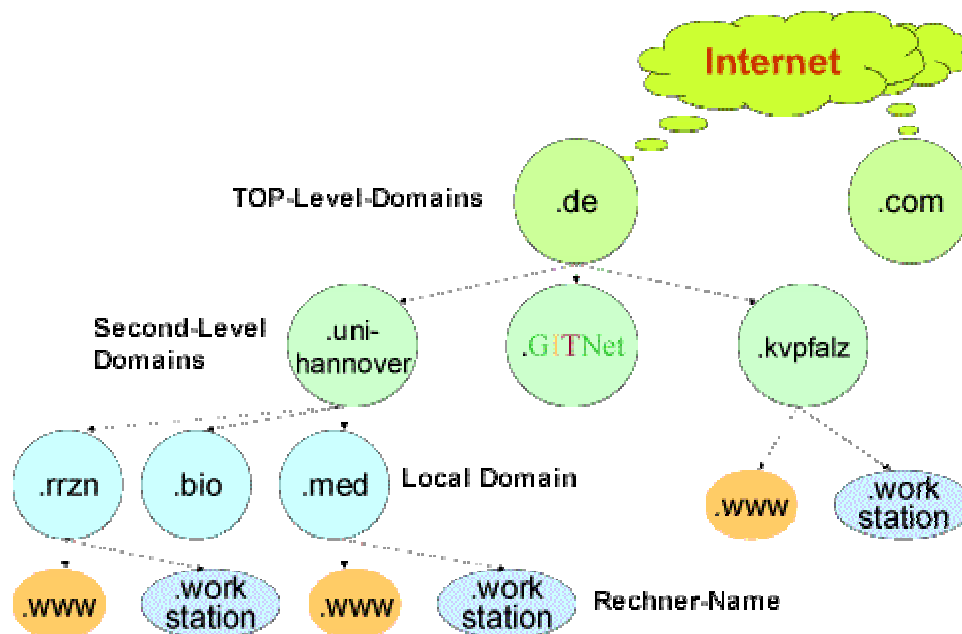 Internet
TOP-Level-Domains
.de
.com
Second-Level
Domains
.uni-
hannover
.GITNet
.kvpfalz
.rrzn
.bio
.med
Local Domain
.www
.work
station
.www
.work
station
.www
.work
station
Rechner-Name